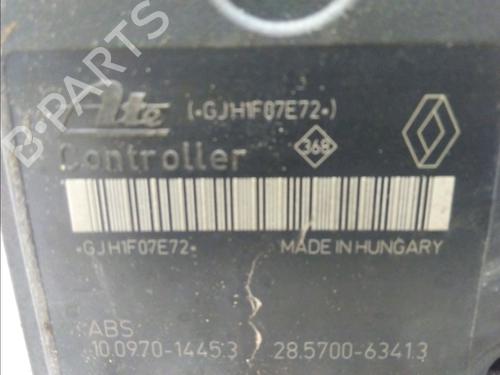 Ate (•GJH1F07E72•)
Controller 368
•GJH1F07E72• MADE IN HUNGARY
ABS
10.0970-1445.3 28.5700-6341.3
B-PARTS